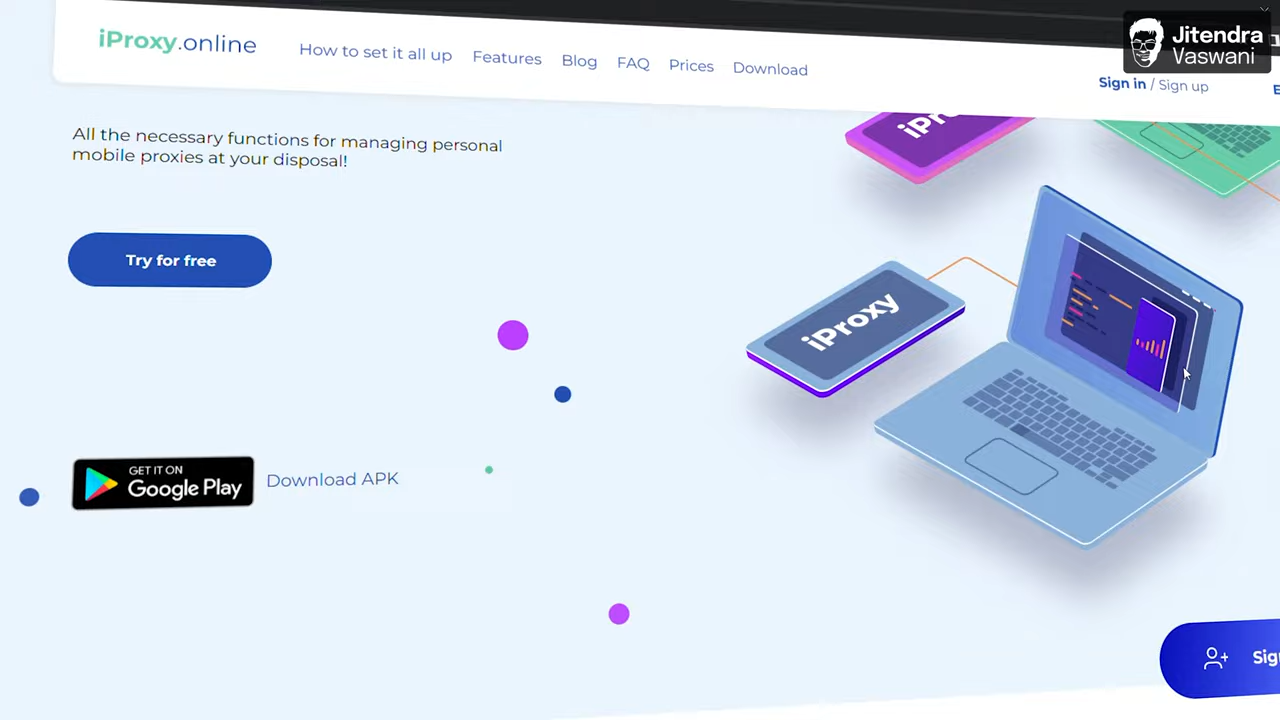 Jitendra
Vaswani
iProxy.online
How to set it all up
Features
Blog
FAQ
Prices
Download
Sign in / Sign up
All the necessary functions for managing personal
mobile proxies at your disposal!
Try for free
iProxy
GET IT ON
Google Play
Download APK